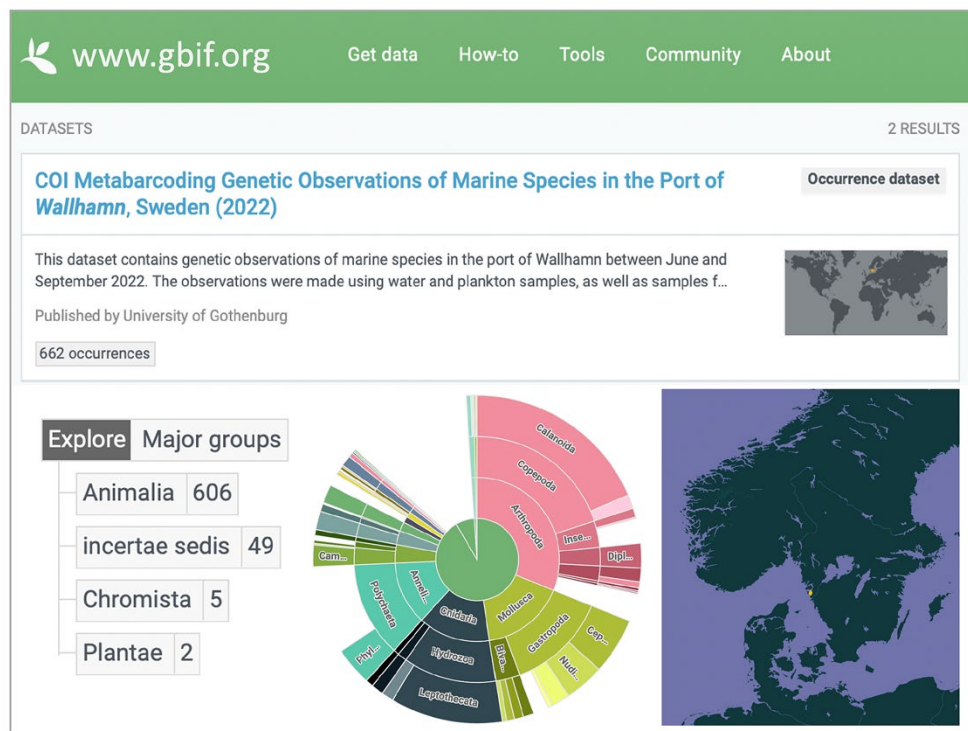 www.gbif.org
Get data How-to Tools Community About
DATASETS 2 RESULTS
COI Metabarcoding Genetic Observations of Marine Species in the Port of
Wallhamn, Sweden (2022)
Occurrence dataset
This dataset contains genetic observations of marine species in the port of Wallhamn between June and
September 2022. The observations were made using water and plankton samples, as well as samples f...
Published by University of Gothenburg
662 occurrences
Explore Major groups
Animalia 606
incertae sedis 49
Chromista 5
Plantae 2
Calanoida
Copepoda
Arthropoda
Inse...
Dipl...
Mollusca
Gastropoda
Cep...
Nudi...
Biva...
Cnidaria
Hydrozoa
Leptothecata
Anneli...
Polychaeta
Phyl...
Cam...